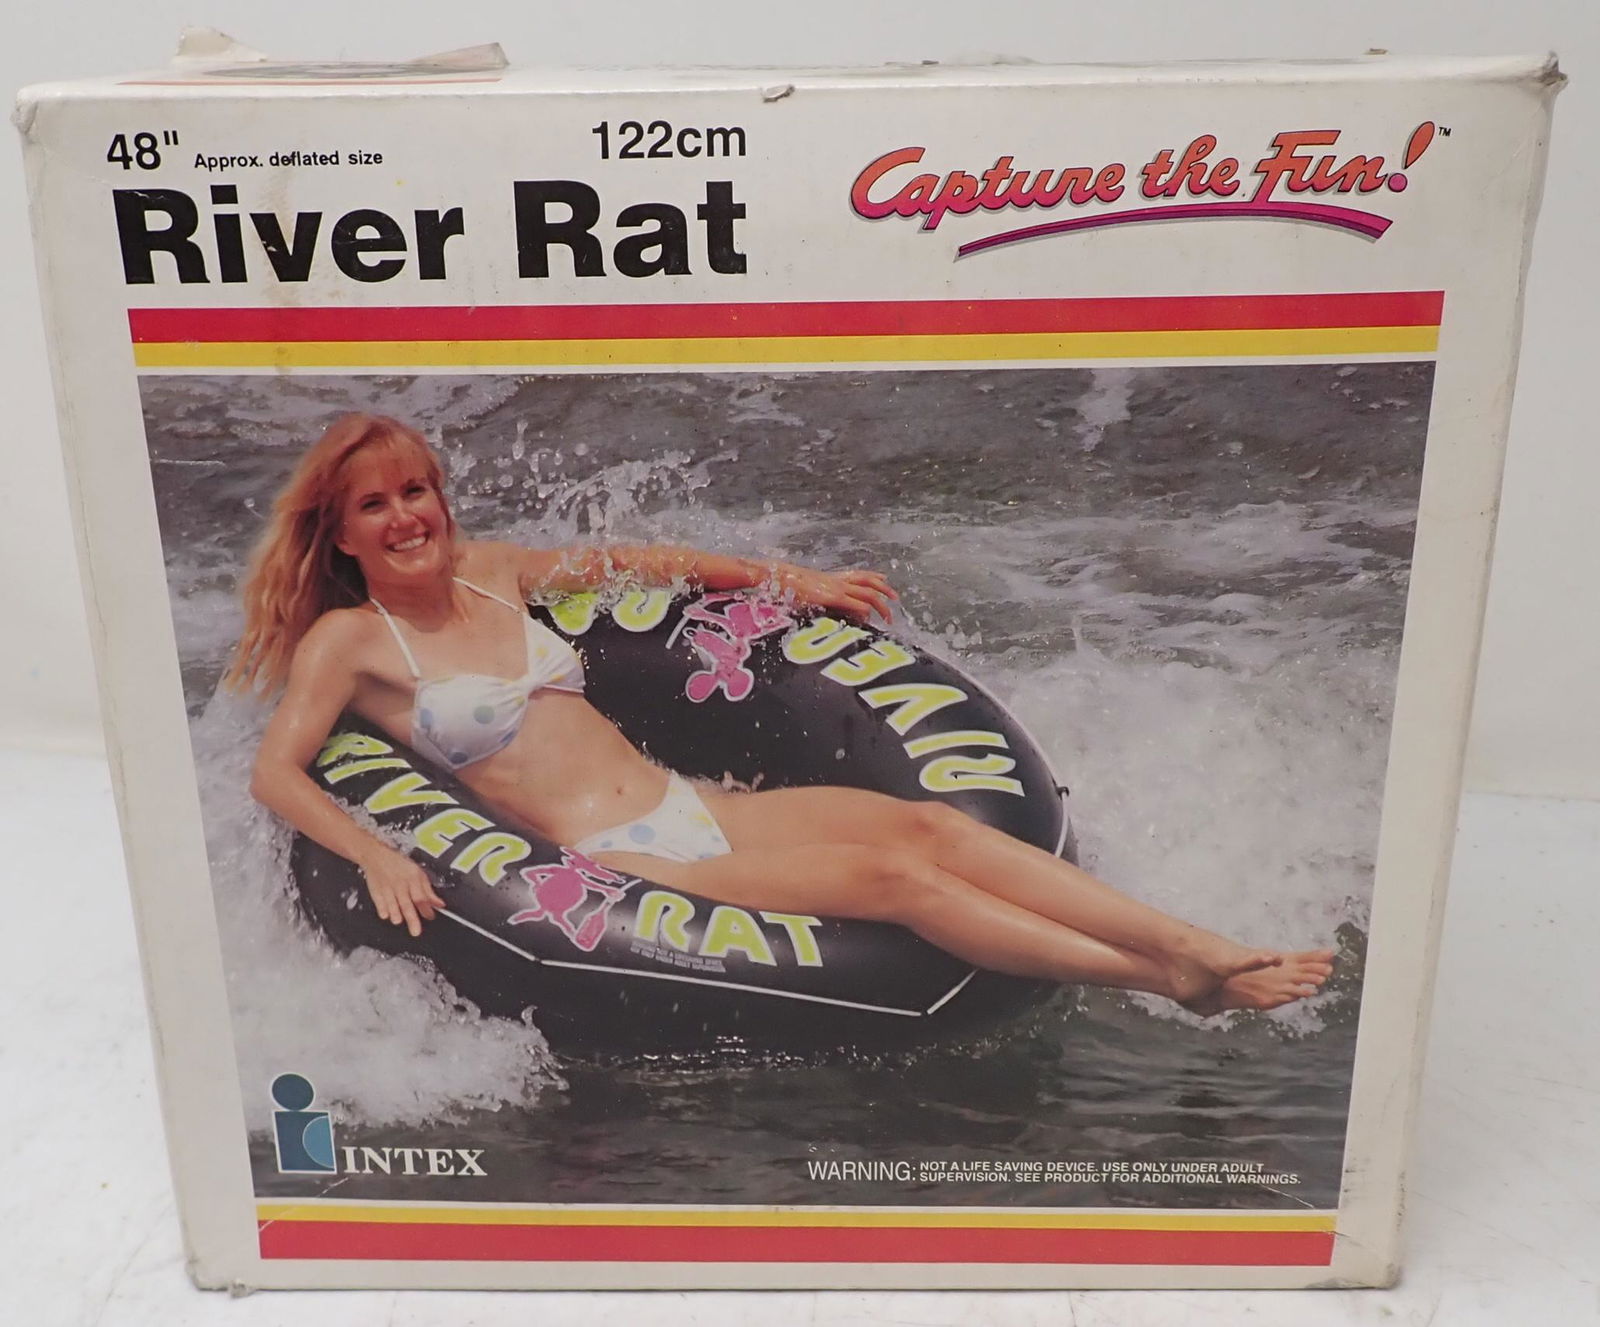 48" Approx. deflated size 122cm
River Rat
Capture the Fun!™
RIVER
RIVER RAT
INTEX
WARNING: NOT A LIFE SAVING DEVICE. USE ONLY UNDER ADULT
SUPERVISION. SEE PRODUCT FOR ADDITIONAL WARNINGS.